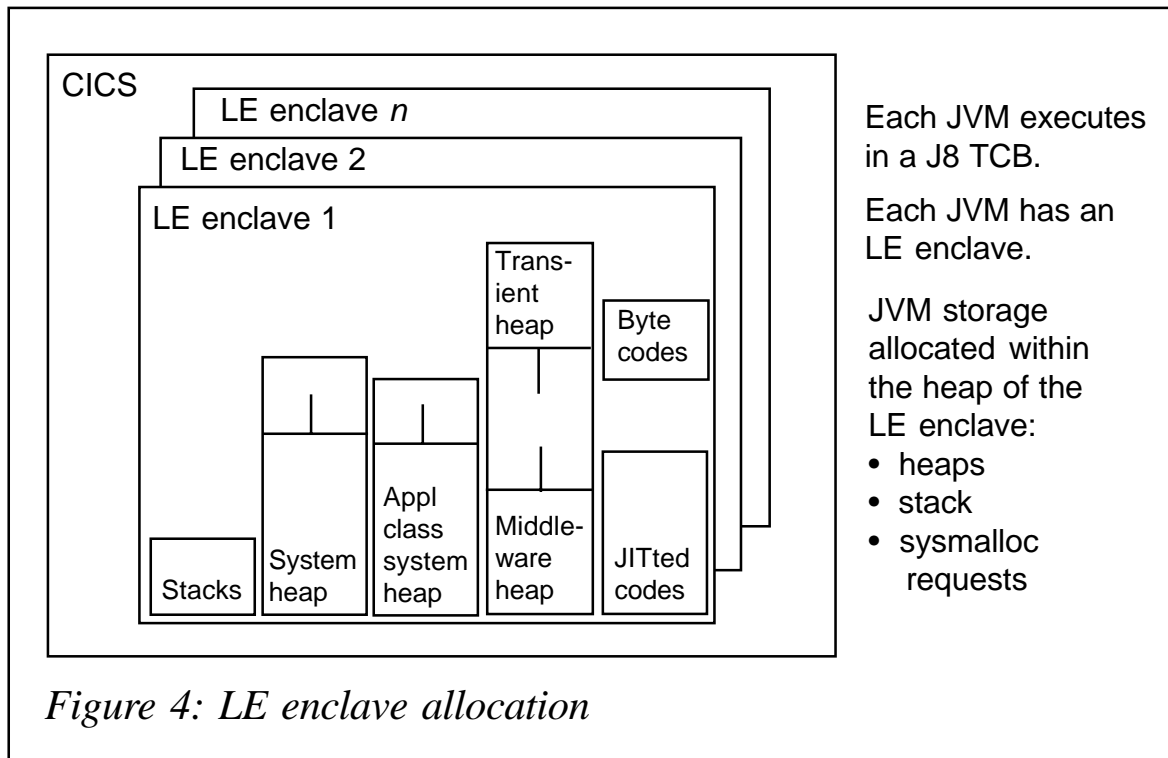 CICS
LE enclave n
LE enclave 2
LE enclave 1
Trans-
ient
heap
Byte
codes
Stacks
System
heap
Appl
class
system
heap
Middle-
ware
heap
JITted
codes
Each JVM executes
in a J8 TCB.
Each JVM has an
LE enclave.
JVM storage
allocated within
the heap of the
LE enclave:
• heaps
• stack
• sysmalloc
requests
Figure 4: LE enclave allocation